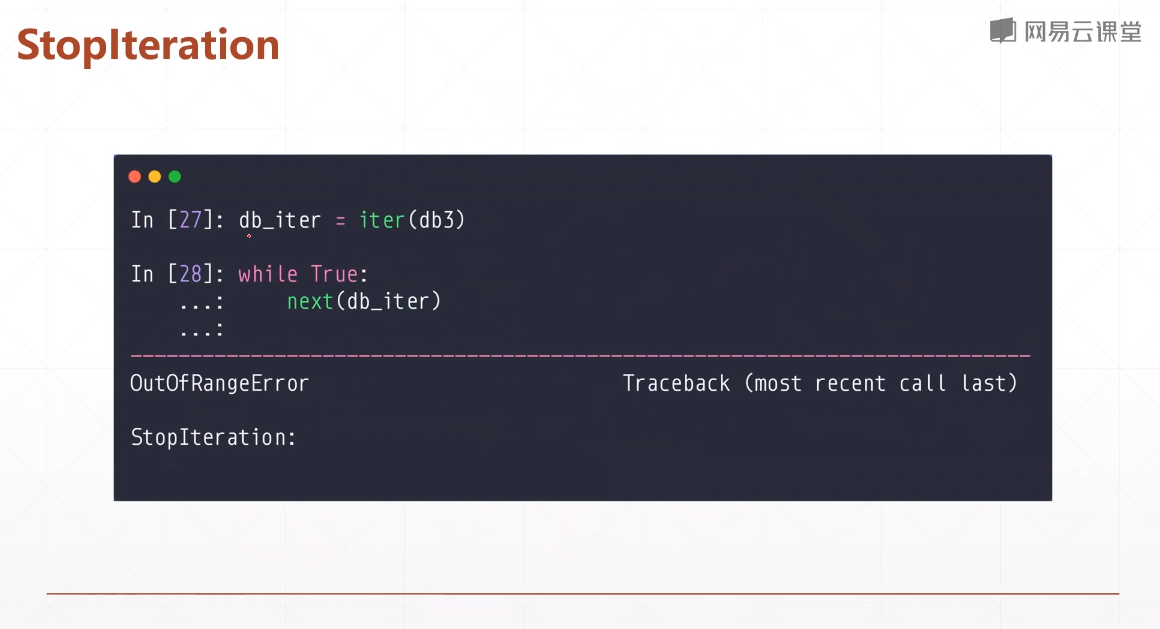 StopIteration
网易云课堂
In [27]: db_iter = iter(db3)
In [28]: while True:
...:     next(db_iter)
...:
---------------------------------------------------------------------------
OutOfRangeError                          Traceback (most recent call last)
StopIteration: